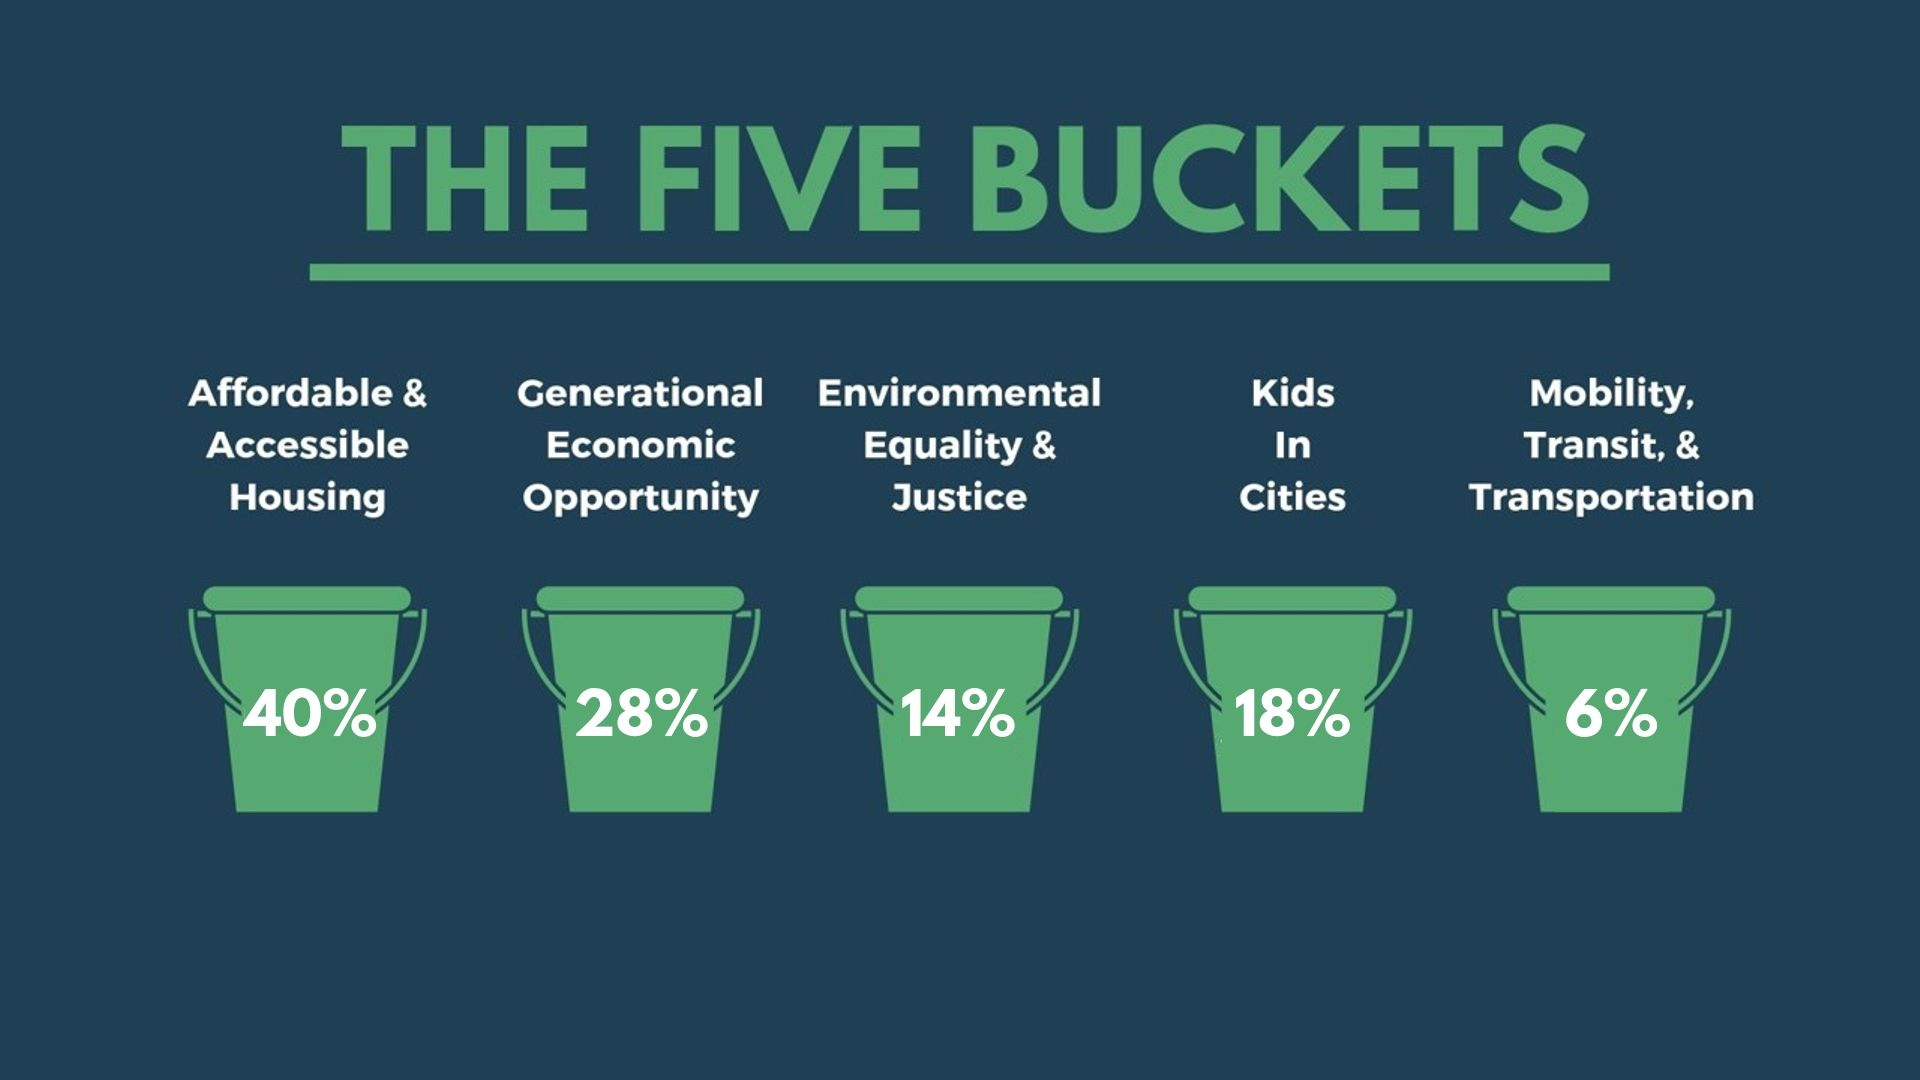 THE FIVE BUCKETS
Affordable &
Accessible
Housing
Generational
Economic
Opportunity
Environmental
Equality &
Justice
Kids
In
Cities
Mobility,
Transit, &
Transportation
40%
28%
14%
18%
6%